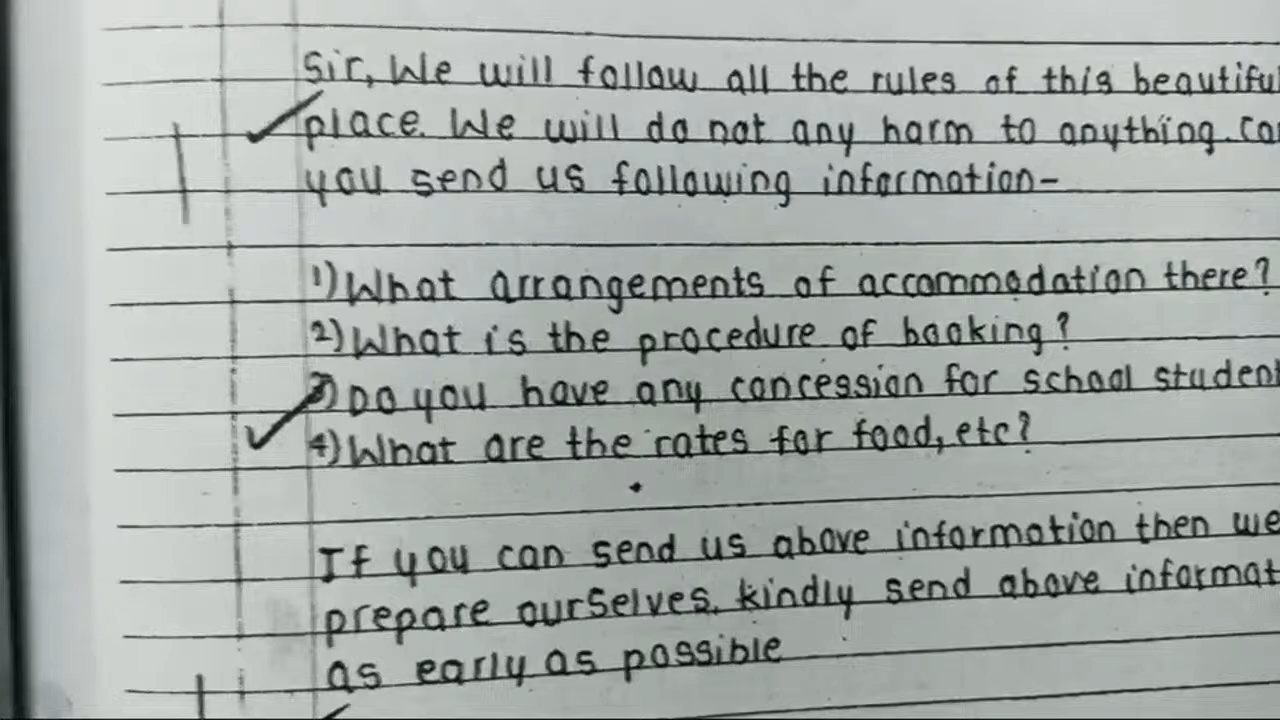 Sir, We will follow all the rules of this beautiful
place. We will do not any harm to anything. Can
you send us following information-
1) What arrangements of accommodation there?
2) What is the procedure of booking?
3) Do you have any concession for school student
4) What are the rates for food, etc?
If you can send us above information then we
prepare ourselves. kindly send above informat
as early as possible